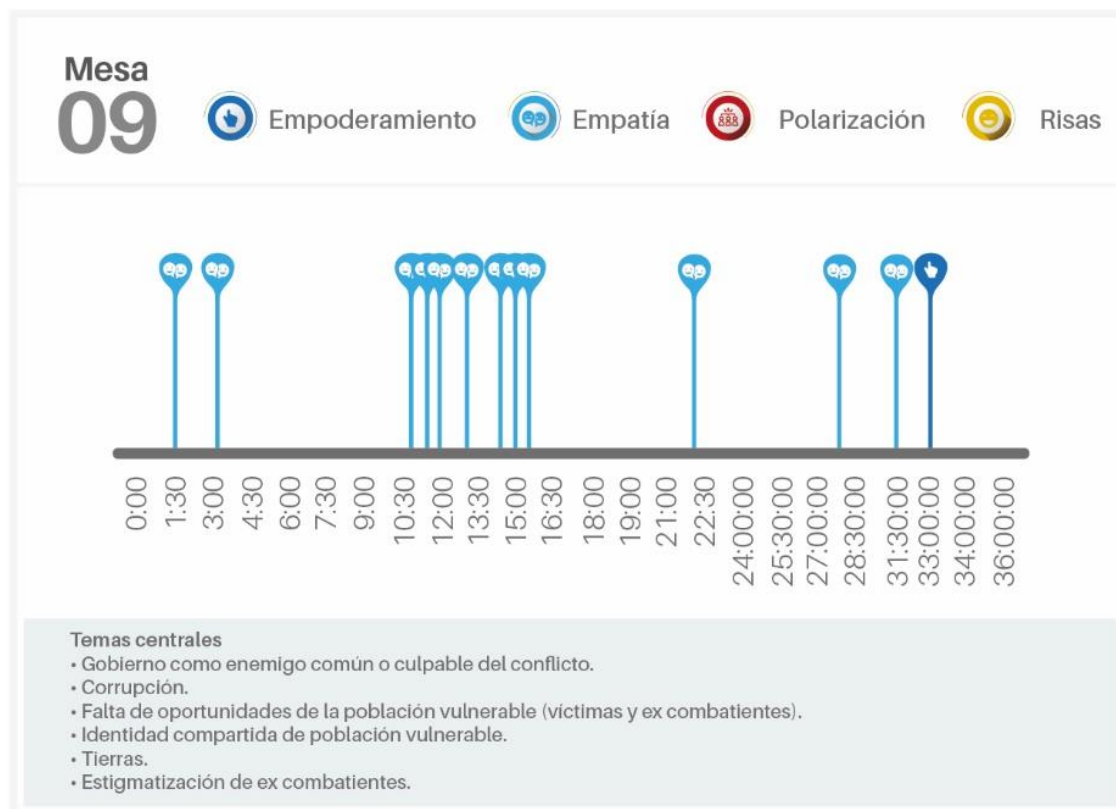 Mesa
09
Empoderamiento
Empatía
Polarización
Risas
0:00
1:30
3:00
4:30
6:00
7:30
9:00
10:30
12:00
13:30
15:00
16:30
18:00
19:00
21:00
22:30
24:00:00
25:30:00
27:00:00
28:30:00
31:30:00
33:00:00
34:00:00
36:00:00
Temas centrales
• Gobierno como enemigo común o culpable del conflicto.
• Corrupción.
• Falta de oportunidades de la población vulnerable (víctimas y ex combatientes).
• Identidad compartida de población vulnerable.
• Tierras.
• Estigmatización de ex combatientes.